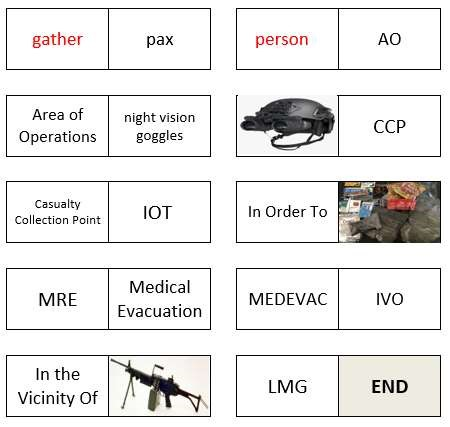 gather
pax
person
AO
Area of
Operations
night vision
goggles
CCP
Casualty
Collection Point
IOT
In Order To
MRE
Medical
Evacuation
MEDEVAC
IVO
In the
Vicinity Of
LMG
END